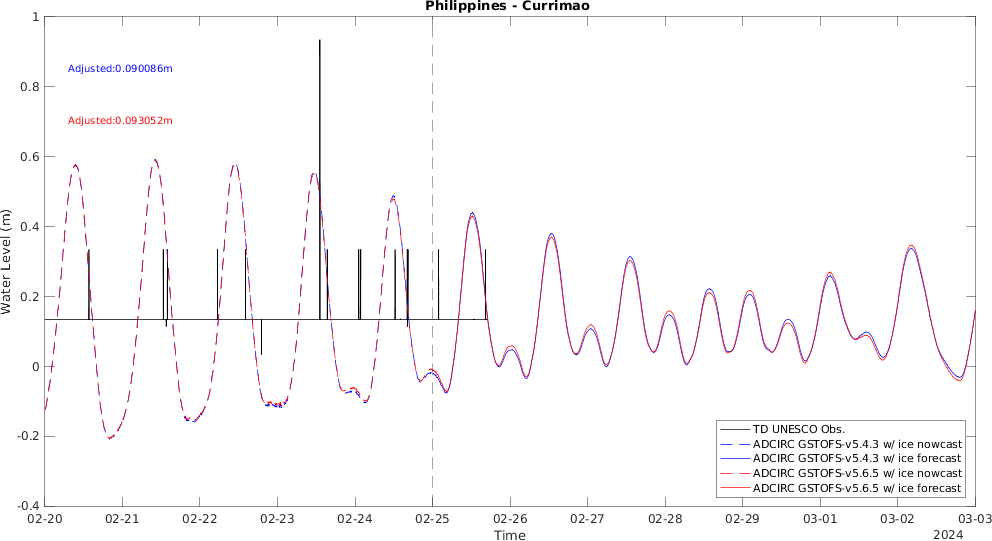 Philippines - Currimao
Adjusted:0.090086m
Adjusted:0.093052m
Water Level (m)
1
0.8
0.6
0.4
0.2
0
-0.2
-0.4
TD UNESCO Obs.
ADCIRC GSTOFS-v5.4.3 w/ ice nowcast
ADCIRC GSTOFS-v5.4.3 w/ ice forecast
ADCIRC GSTOFS-v5.6.5 w/ ice nowcast
ADCIRC GSTOFS-v5.6.5 w/ ice forecast
02-20 02-21 02-22 02-23 02-24 02-25 02-26 02-27 02-28 02-29 03-01 03-02 03-03
Time
2024